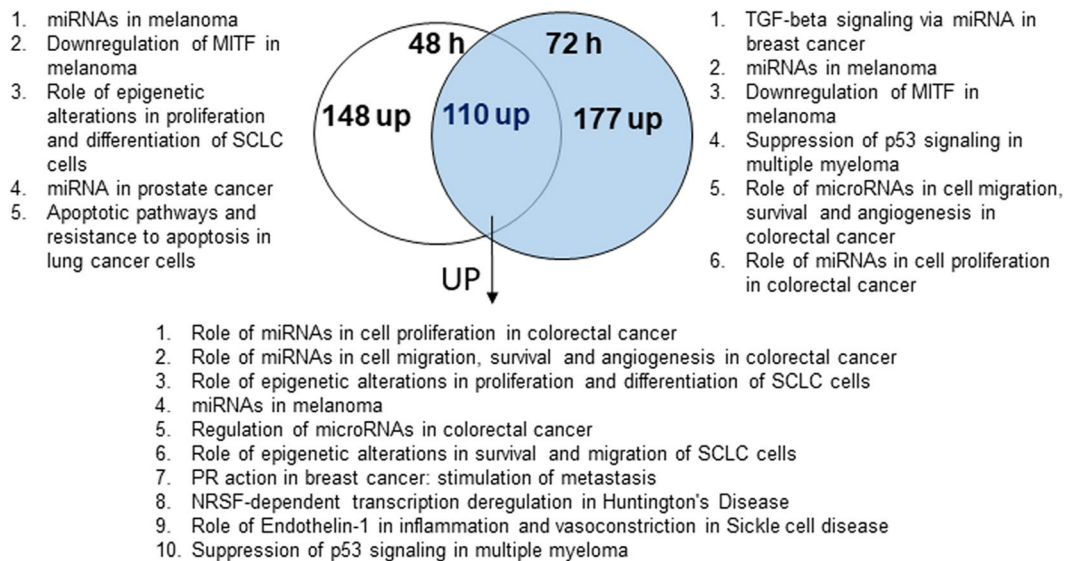 1. miRNAs in melanoma
2. Downregulation of MITF in
melanoma
3. Role of epigenetic
alterations in proliferation
and differentiation of SCLC
cells
4. miRNA in prostate cancer
5. Apoptotic pathways and
resistance to apoptosis in
lung cancer cells
48 h
72 h
148 up
110 up
177 up
UP
1. TGF-beta signaling via miRNA in
breast cancer
2. miRNAs in melanoma
3. Downregulation of MITF in
melanoma
4. Suppression of p53 signaling in
multiple myeloma
5. Role of microRNAs in cell migration,
survival and angiogenesis in
colorectal cancer
6. Role of miRNAs in cell proliferation
in colorectal cancer
1. Role of miRNAs in cell proliferation in colorectal cancer
2. Role of miRNAs in cell migration, survival and angiogenesis in colorectal cancer
3. Role of epigenetic alterations in proliferation and differentiation of SCLC cells
4. miRNAs in melanoma
5. Regulation of microRNAs in colorectal cancer
6. Role of epigenetic alterations in survival and migration of SCLC cells
7. PR action in breast cancer: stimulation of metastasis
8. NRSF-dependent transcription deregulation in Huntington's Disease
9. Role of Endothelin-1 in inflammation and vasoconstriction in Sickle cell disease
10. Suppression of p53 signaling in multiple myeloma